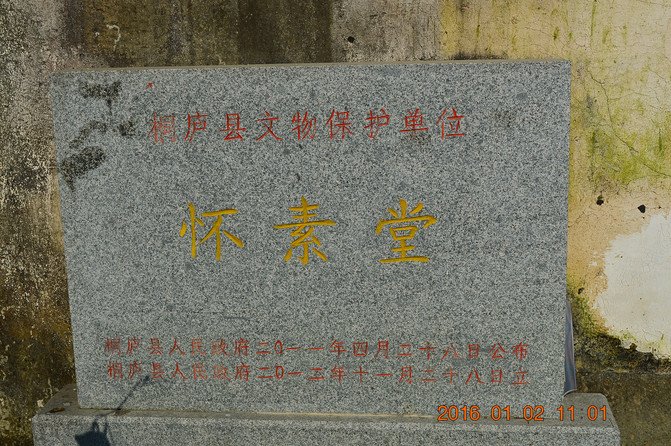 桐庐县文物保护单位
怀素堂
桐庐县人民政府二〇一一年四月二十八日公布
桐庐县人民政府二〇一二年十一月二十八日立
2016 01 02 11:01